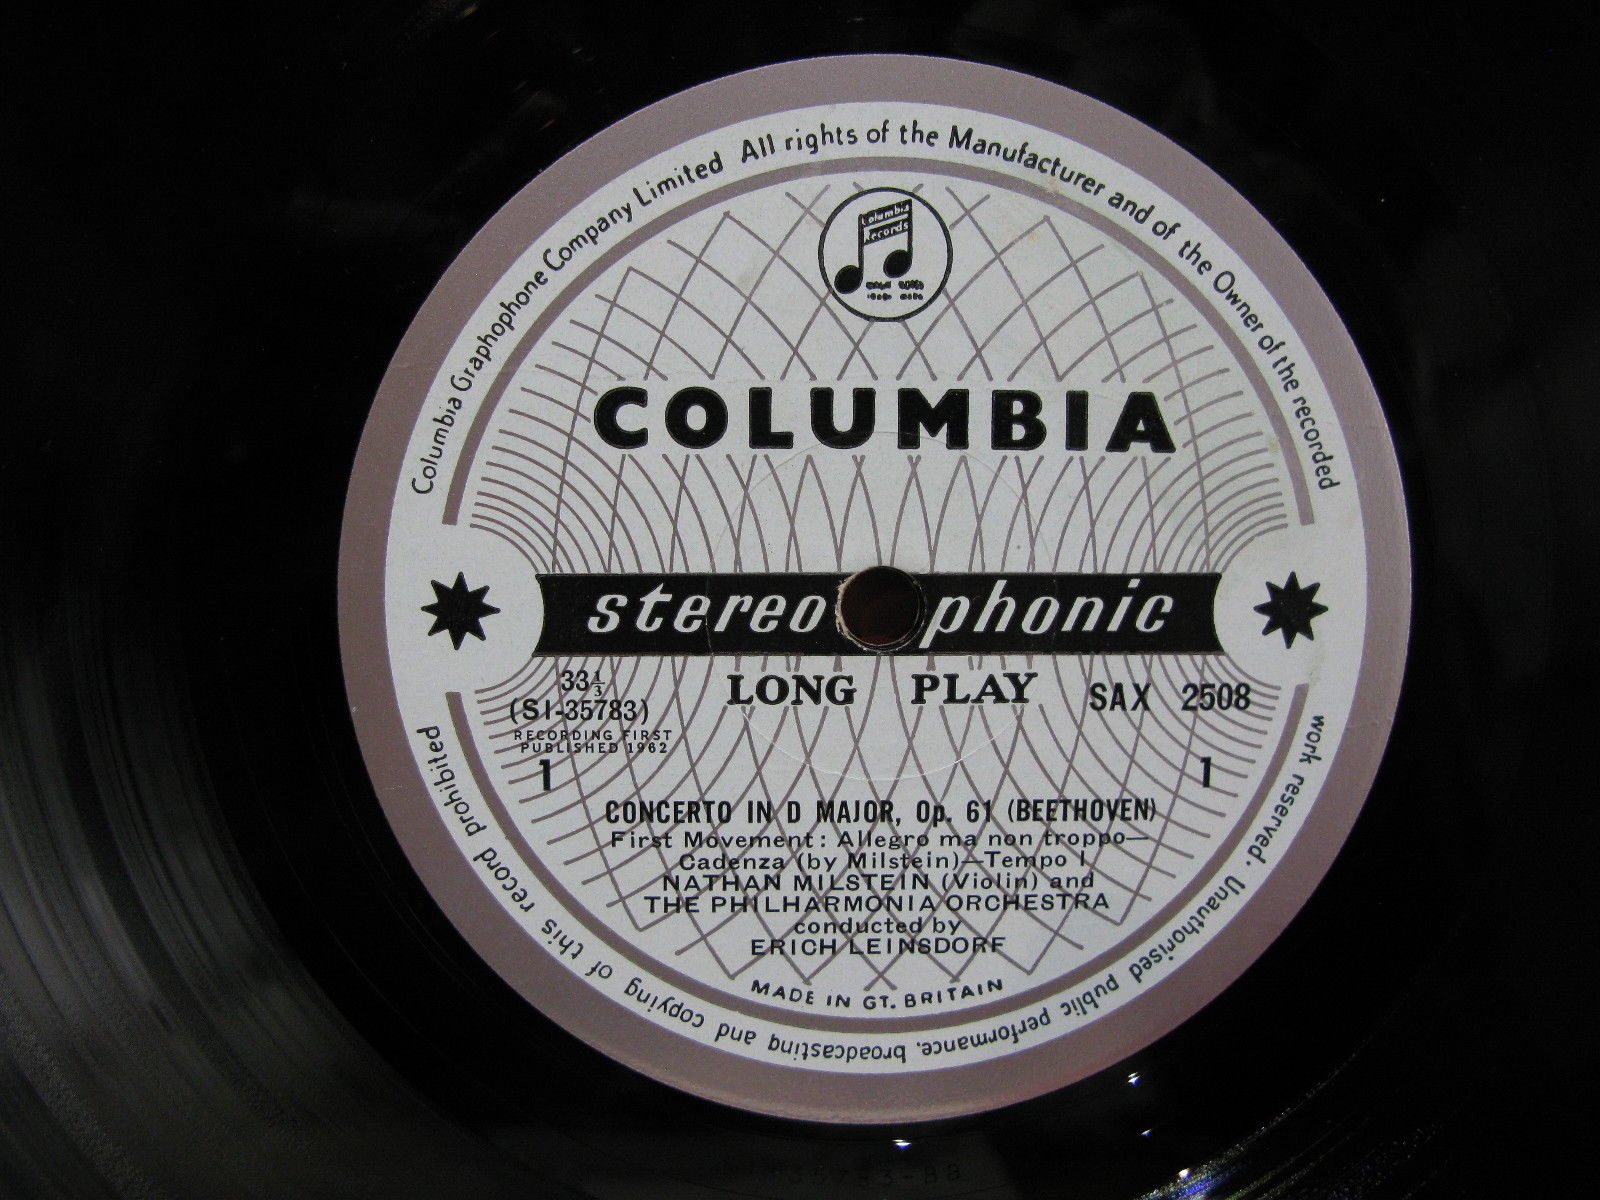 Columbia Graphophone Company Limited All rights of the Manufacturer and of the Owner of the recorded
work reserved. Unauthorised public performance, broadcasting and copying of this record prohibited
Columbia
Records
COLUMBIA
stereophonic
33⅓
(SI-35783)
LONG PLAY
SAX 2508
RECORDING FIRST
PUBLISHED 1962
1
1
CONCERTO IN D MAJOR, Op. 61 (BEETHOVEN)
First Movement: Allegro ma non troppo—
Cadenza (by Milstein)—Tempo I
NATHAN MILSTEIN (Violin) and
THE PHILHARMONIA ORCHESTRA
conducted by
ERICH LEINSDORF
MADE IN GT. BRITAIN